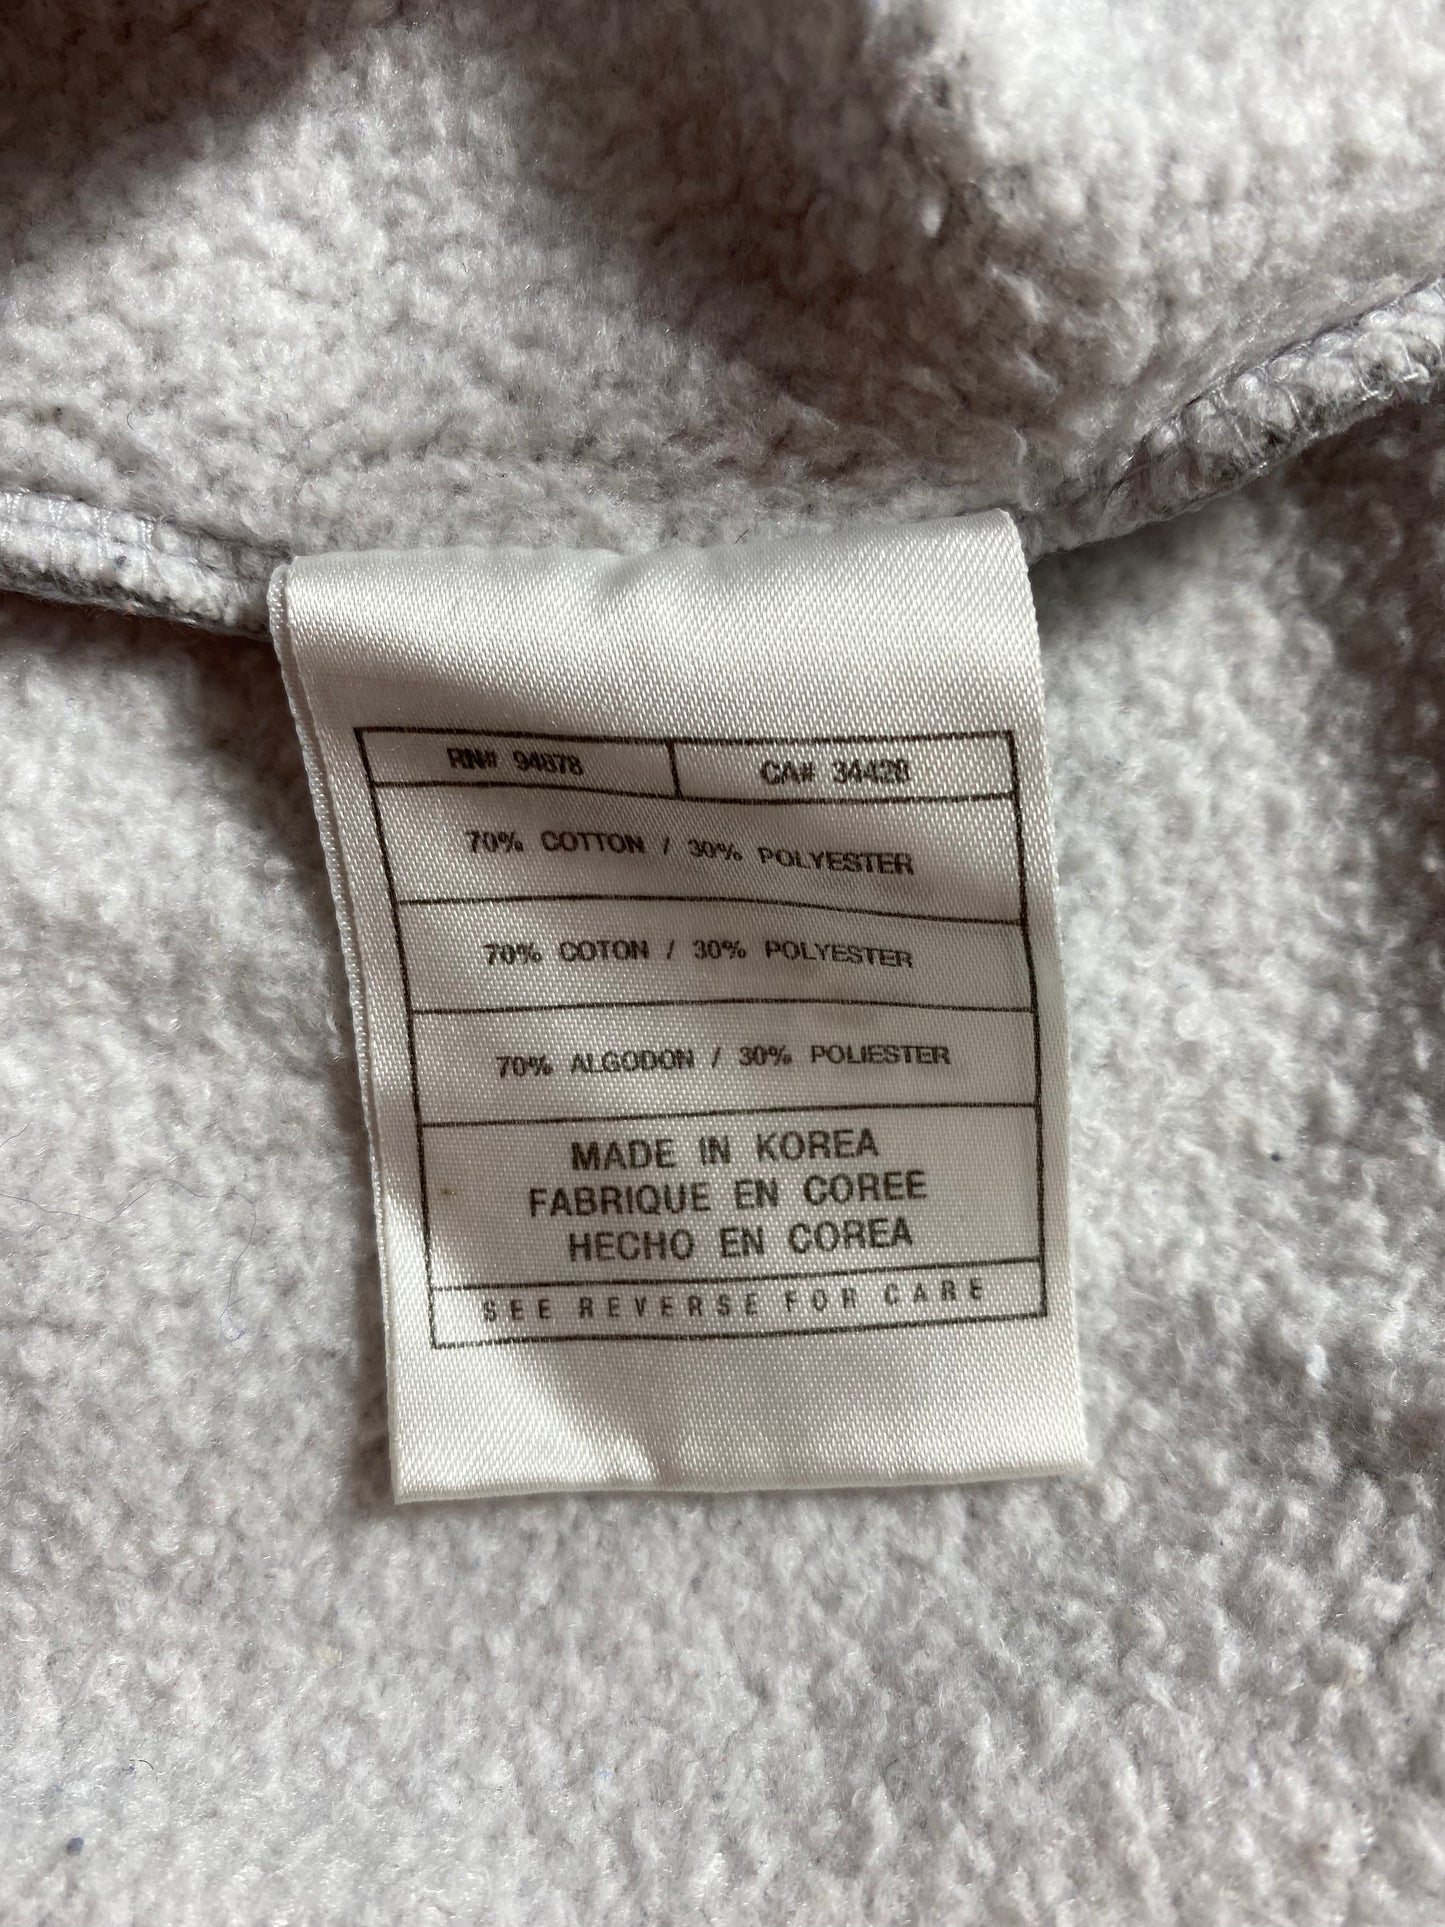 RN# 94878
CA# 34428
70% COTTON / 30% POLYESTER
70% COTON / 30% POLYESTER
70% ALGODON / 30% POLIESTER
MADE IN KOREA
FABRIQUE EN COREE
HECHO EN COREA
SEE REVERSE FOR CARE